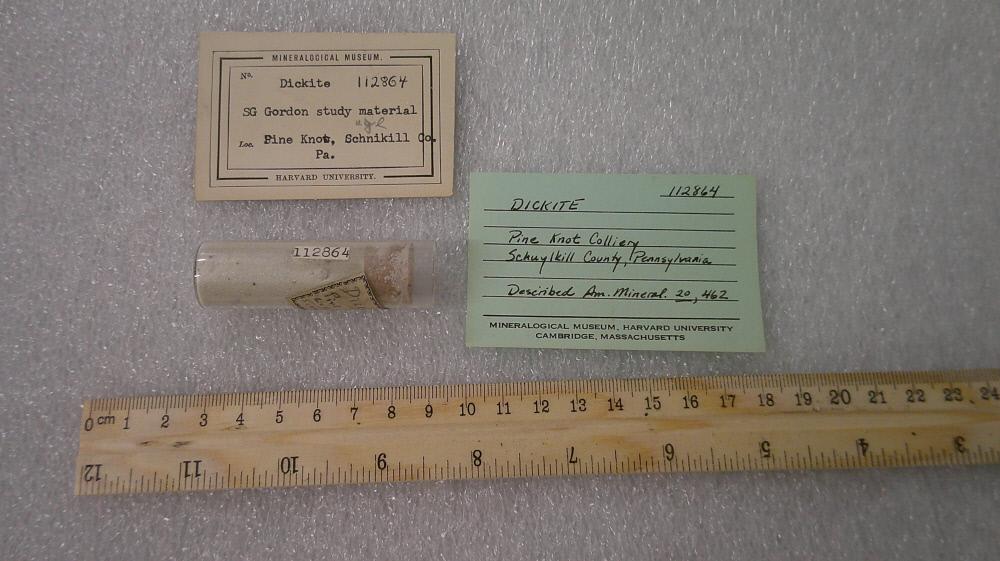 MINERALOGICAL MUSEUM.
No. Dickite 112864
SG Gordon study material
Loc. Pine Knot, Schnikill Co.
Pa.
HARVARD UNIVERSITY.
112864
112864
DICKITE
Pine Knot Colliery
Schuylkill County, Pennsylvania
Described Am. Mineral. 20, 462
MINERALOGICAL MUSEUM, HARVARD UNIVERSITY
CAMBRIDGE, MASSACHUSETTS
0 cm 1 2 3 4 5 6 7 8 9 10 11 12 13 14 15 16 17 18 19 20 21 22 23 24
12 11 10 9 8 7 6 5 4 3